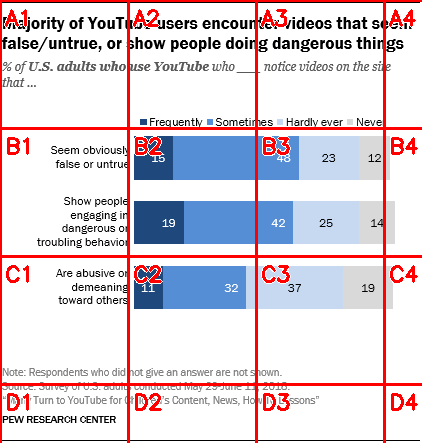 Majority of YouTube users encounter videos that seem
false/untrue, or show people doing dangerous things
% of U.S. adults who use YouTube who ___ notice videos on the site
that ...
Frequently Sometimes Hardly ever Never
Seem obviously
false or untrue
15 48 23 12
Show people
engaging in
dangerous or
troubling behavior
19 42 25 14
Are abusive or
demeaning
toward others
11 32 37 19
Note: Respondents who did not give an answer are not shown.
Source: Survey of U.S. adults conducted May 29-June 11, 2018.
"Many Turn to YouTube for Children's Content, News, How-To Lessons"
PEW RESEARCH CENTER
A1 A2 A3 A4
B1 B2 B3 B4
C1 C2 C3 C4
D1 D2 D3 D4